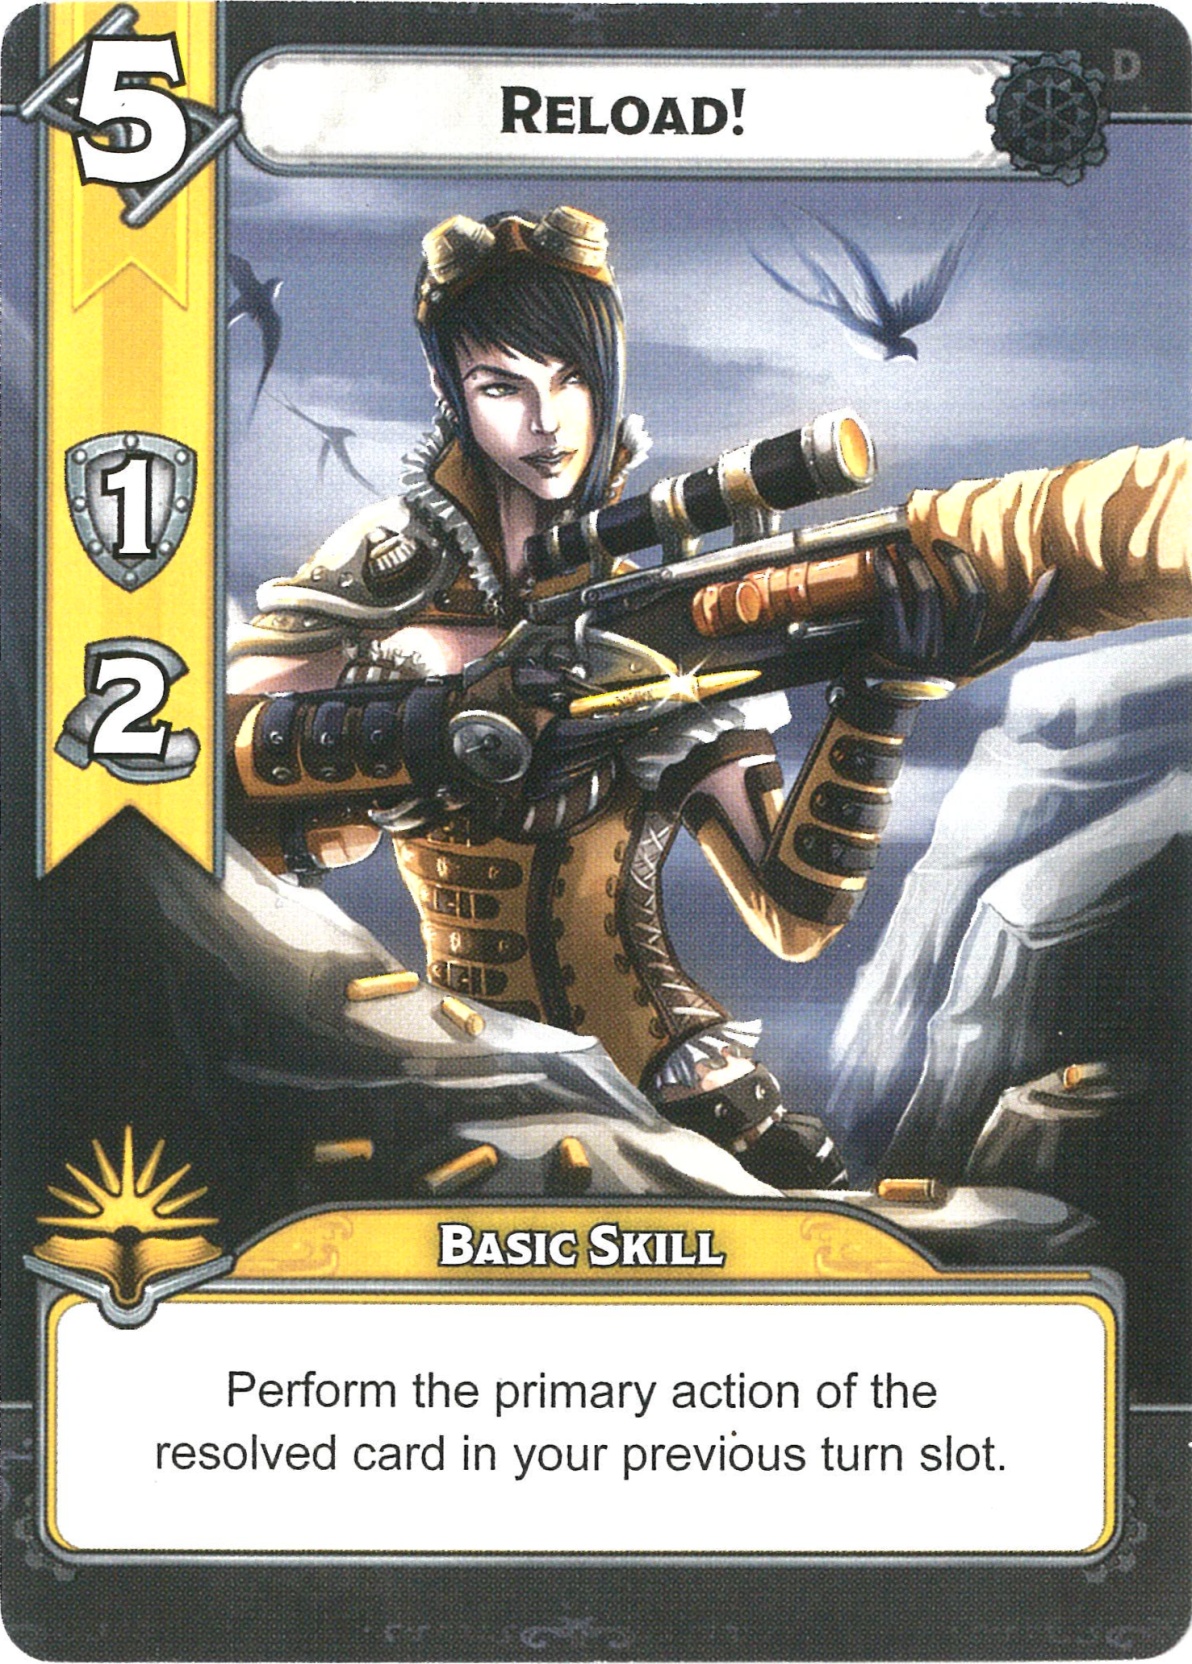 5
RELOAD!
D
1
2
BASIC SKILL
Perform the primary action of the
resolved card in your previous turn slot.